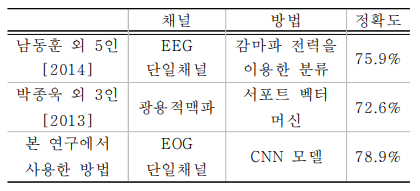 채널 방법 정확도
남동훈 외 5인 EEG 감마파 전력을
[2014] 단일채널 이용한 분류 75.9%
박종욱 외 3인 광용적맥파 서포트 벡터
[2013] 머신 72.6%
본 연구에서 EOG CNN 모델 78.9%
사용한 방법 단일채널